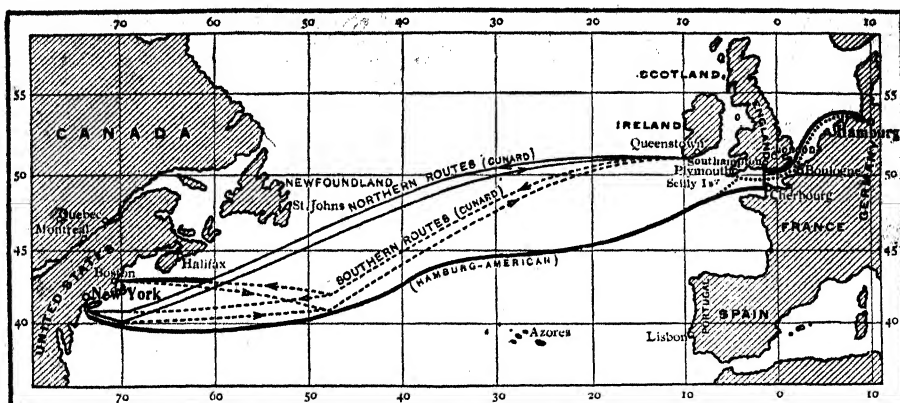 70 60 50 40 30 20 10 0 10
55 55
SCOTLAND
CANADA
IRELAND
ENGLAND
Hamburg
Queenstown
London
Southampton
50 50
Plymouth
Boulogne
NEWFOUNDLAND
NORTHERN ROUTES (CUNARD)
Scilly Is
Cherbourg
GERMANY
St. Johns
Quebec
Montreal
SOUTHERN ROUTES (CUNARD)
FRANCE
45 45
Halifax
Boston
(HAMBURG-AMERICAN)
New York
UNITED STATES
40 40
Azores
Lisbon
PORTUGAL
SPAIN
70 60 50 40 30 20 10 0 10